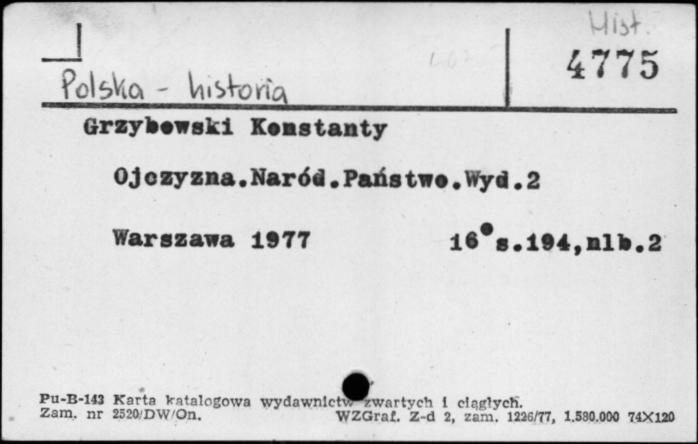 Hist.
4775
Polska - historia
Grzybowski Konstanty
Ojczyzna.Naród.Państwo.Wyd.2
Warszawa 1977 16° s.194,nlb.2
Pu-B-143 Karta katalogowa wydawnictw zwartych i ciągłych.
Zam. nr 2520/DW/On. WZGraf. Z-d 2, zam. 1226/77, 1.580.000 74X120